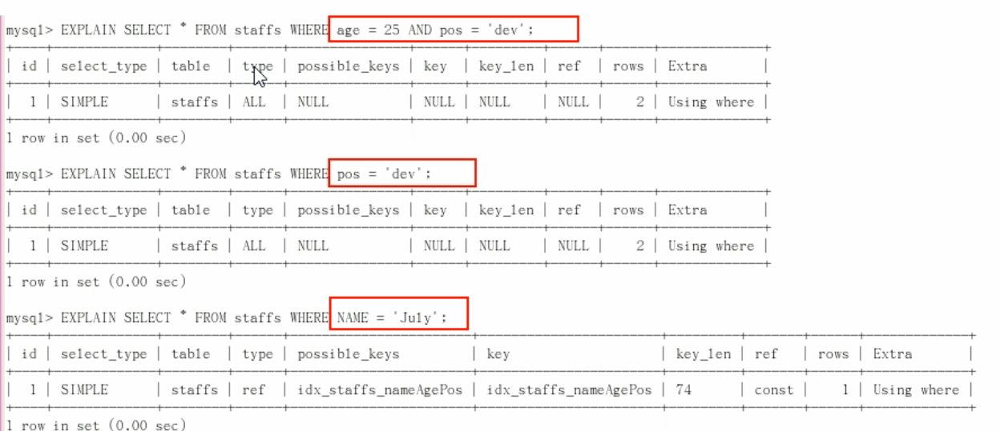 mysql> EXPLAIN SELECT * FROM staffs WHERE age = 25 AND pos = 'dev';
| id | select_type | table | type | possible_keys | key | key_len | ref | rows | Extra |
| 1 | SIMPLE | staffs | ALL | NULL | NULL | NULL | NULL | 2 | Using where |
1 row in set (0.00 sec)
mysql> EXPLAIN SELECT * FROM staffs WHERE pos = 'dev';
| id | select_type | table | type | possible_keys | key | key_len | ref | rows | Extra |
| 1 | SIMPLE | staffs | ALL | NULL | NULL | NULL | NULL | 2 | Using where |
1 row in set (0.00 sec)
mysql> EXPLAIN SELECT * FROM staffs WHERE NAME = 'July';
| id | select_type | table | type | possible_keys | key | key_len | ref | rows | Extra |
| 1 | SIMPLE | staffs | ref | idx_staffs_nameAgePos | idx_staffs_nameAgePos | 74 | const | 1 | Using where |
1 row in set (0.00 sec)